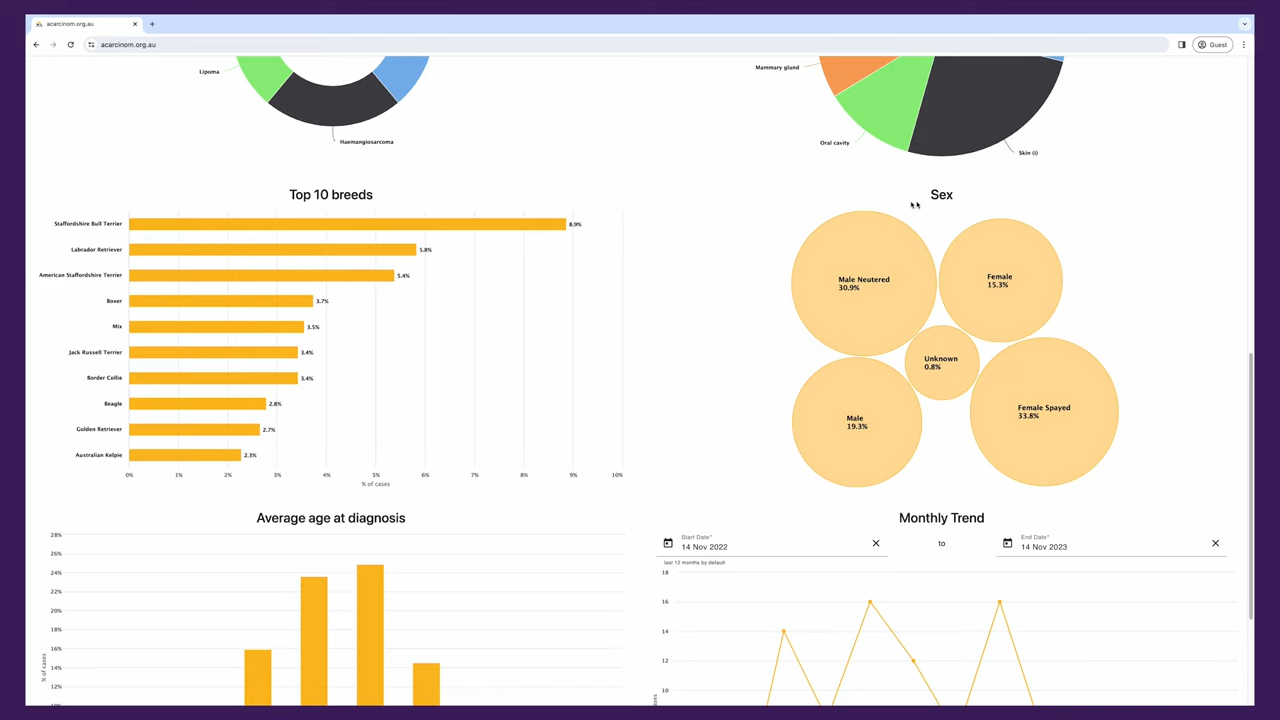 acarcinom.org.au
acarcinom.org.au
Guest
Lipoma
Haemangiosarcoma
Mammary gland
Oral cavity
Skin (i)
Top 10 breeds
Staffordshire Bull Terrier
8.9%
Labrador Retriever
5.8%
American Staffordshire Terrier
5.4%
Boxer
3.7%
Mix
3.5%
Jack Russell Terrier
3.4%
Border Collie
3.4%
Beagle
2.8%
Golden Retriever
2.7%
Australian Kelpie
2.3%
0% 1% 2% 3% 4% 5% 6% 7% 8% 9% 10%
% of cases
Sex
Male Neutered
30.9%
Female
15.3%
Unknown
0.8%
Male
19.3%
Female Spayed
33.8%
Average age at diagnosis
28%
26%
24%
22%
20%
18%
16%
14%
12%
% of cases
Monthly Trend
Start Date*
14 Nov 2022
to
End Date*
14 Nov 2023
last 12 months by default
18
16
14
12
10